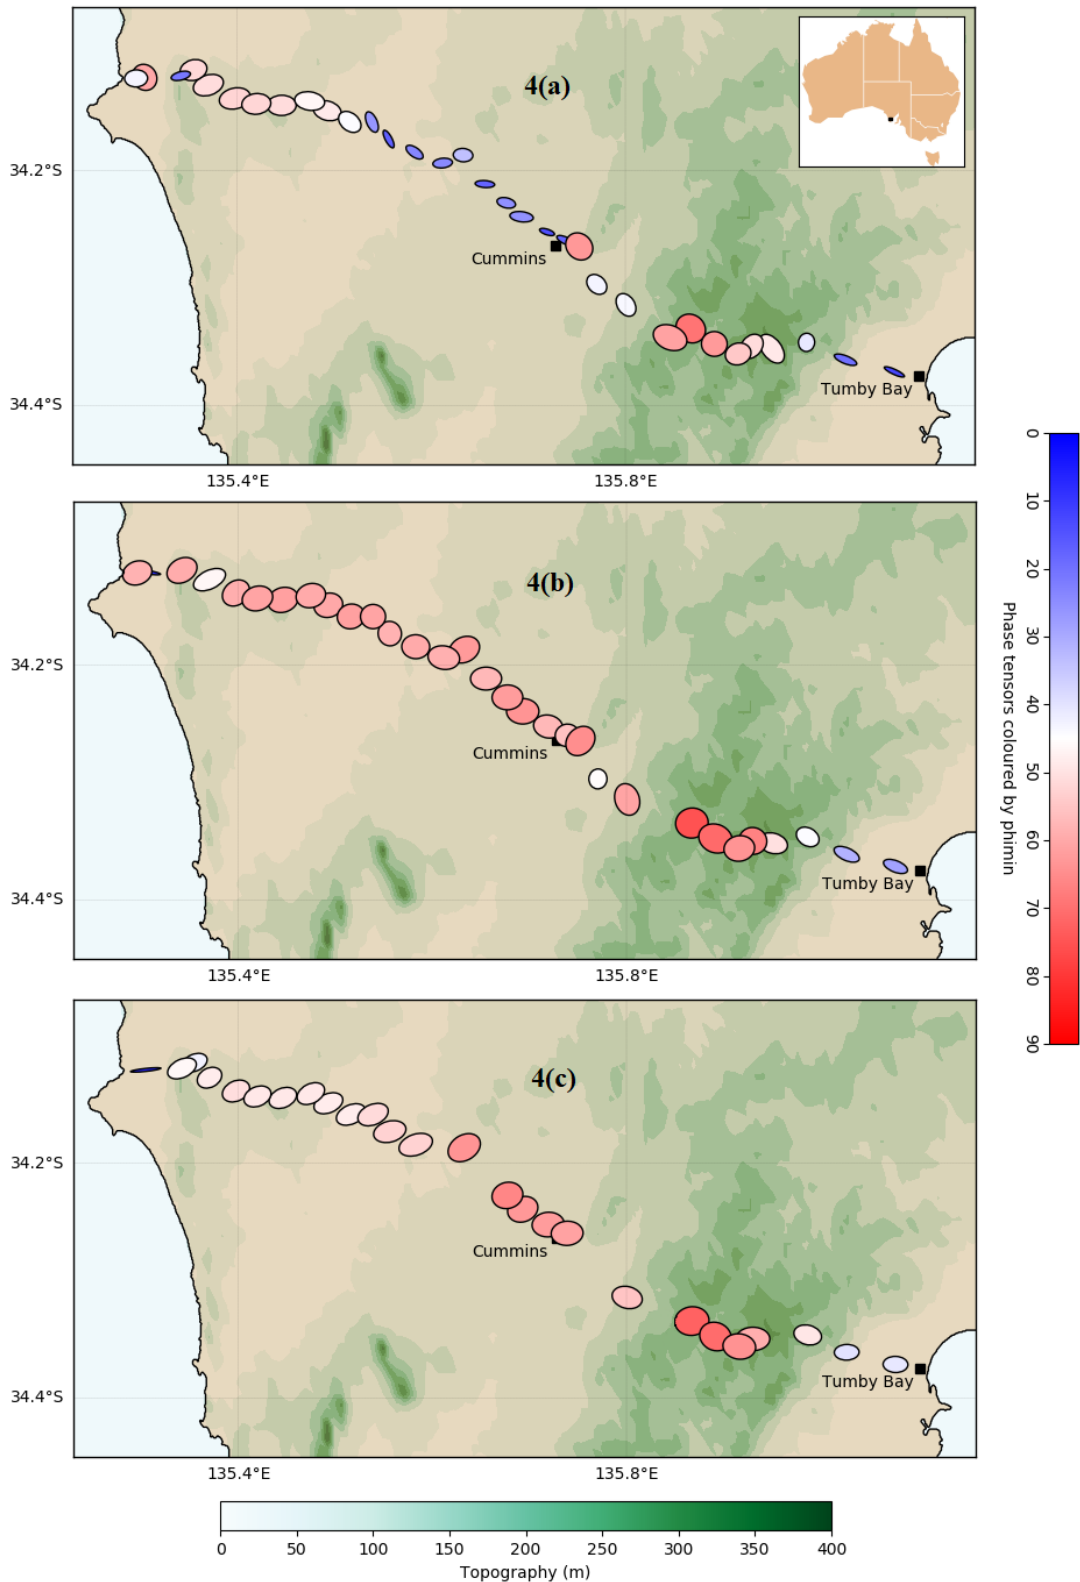 4(a)
34.2°S
Cummins
Tumby Bay
34.4°S
135.4°E
135.8°E
4(b)
34.2°S
Cummins
Tumby Bay
34.4°S
135.4°E
135.8°E
4(c)
34.2°S
Cummins
Tumby Bay
34.4°S
135.4°E
135.8°E
0
10
20
30
40
50
60
70
80
90
Phase tensors coloured by phimin
0 50 100 150 200 250 300 350 400
Topography (m)